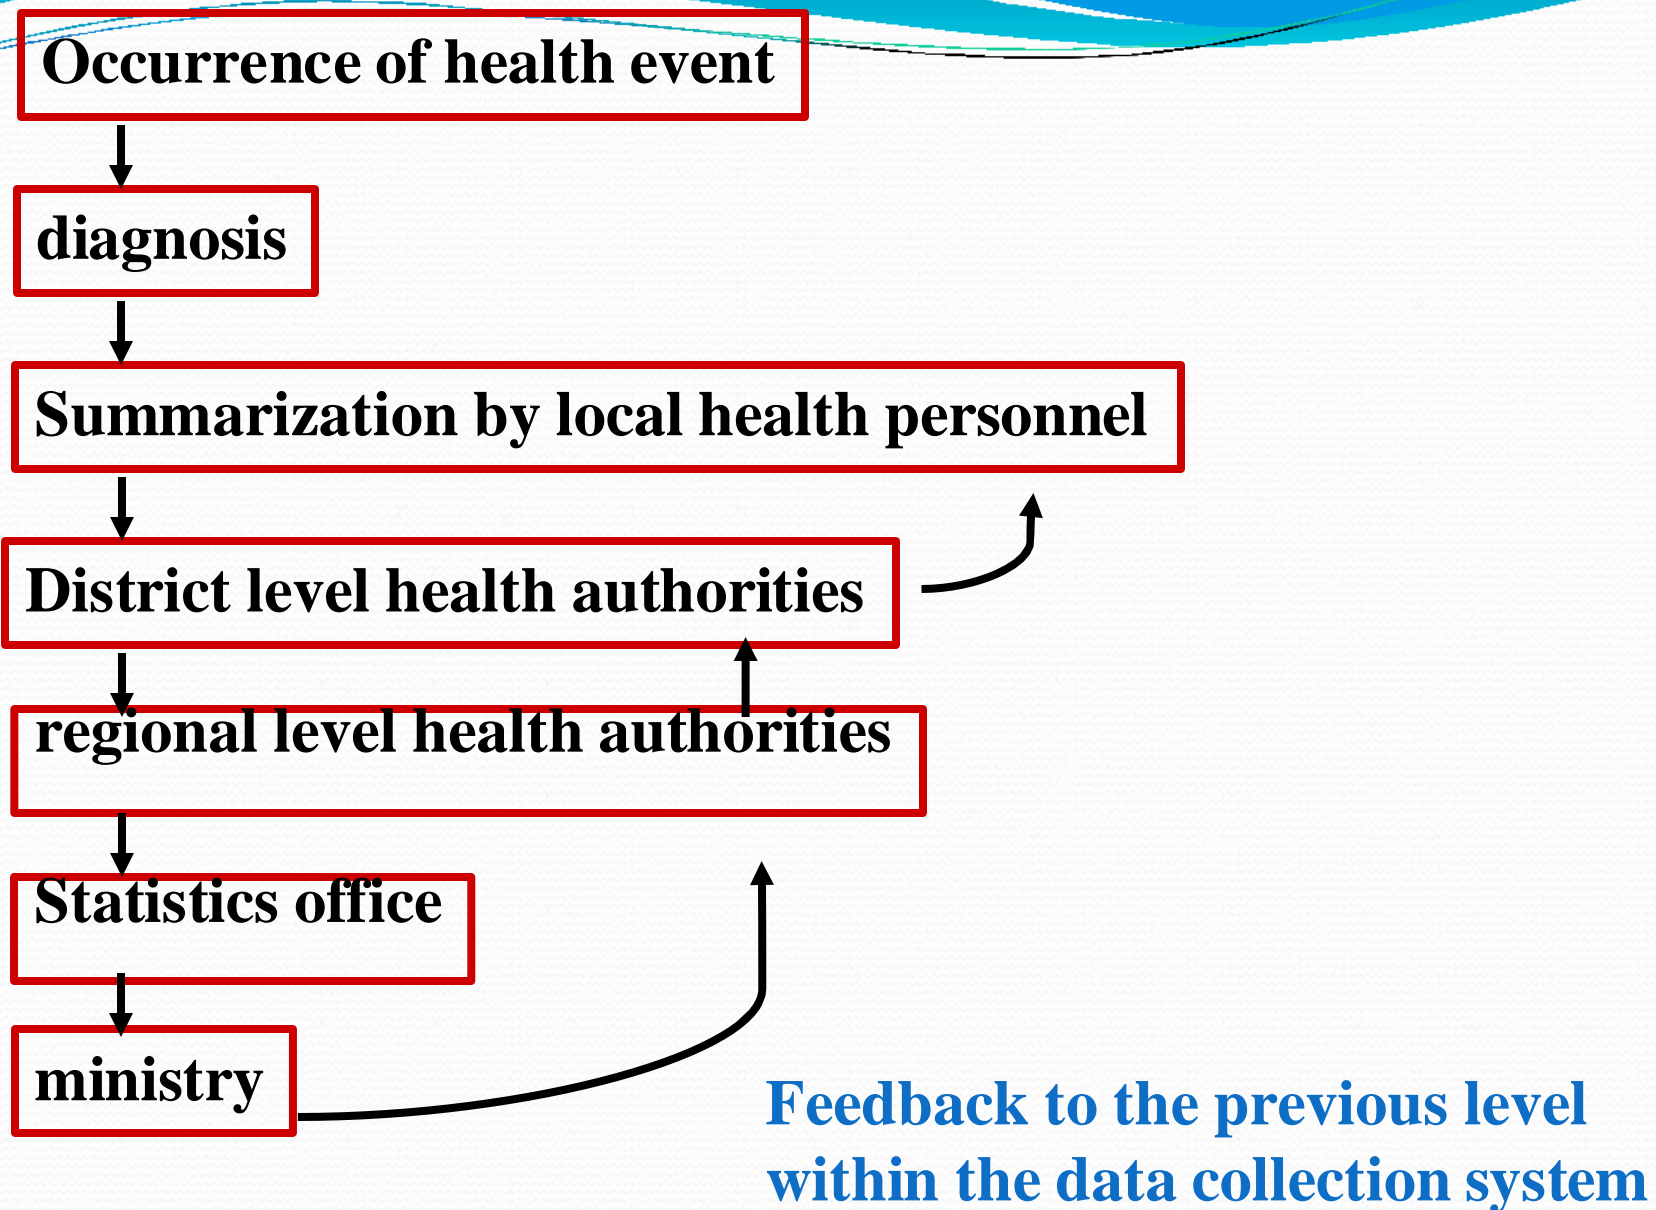 Occurrence of health event
diagnosis
Summarization by local health personnel
District level health authorities
regional level health authorities
Statistics office
ministry
Feedback to the previous level
within the data collection system